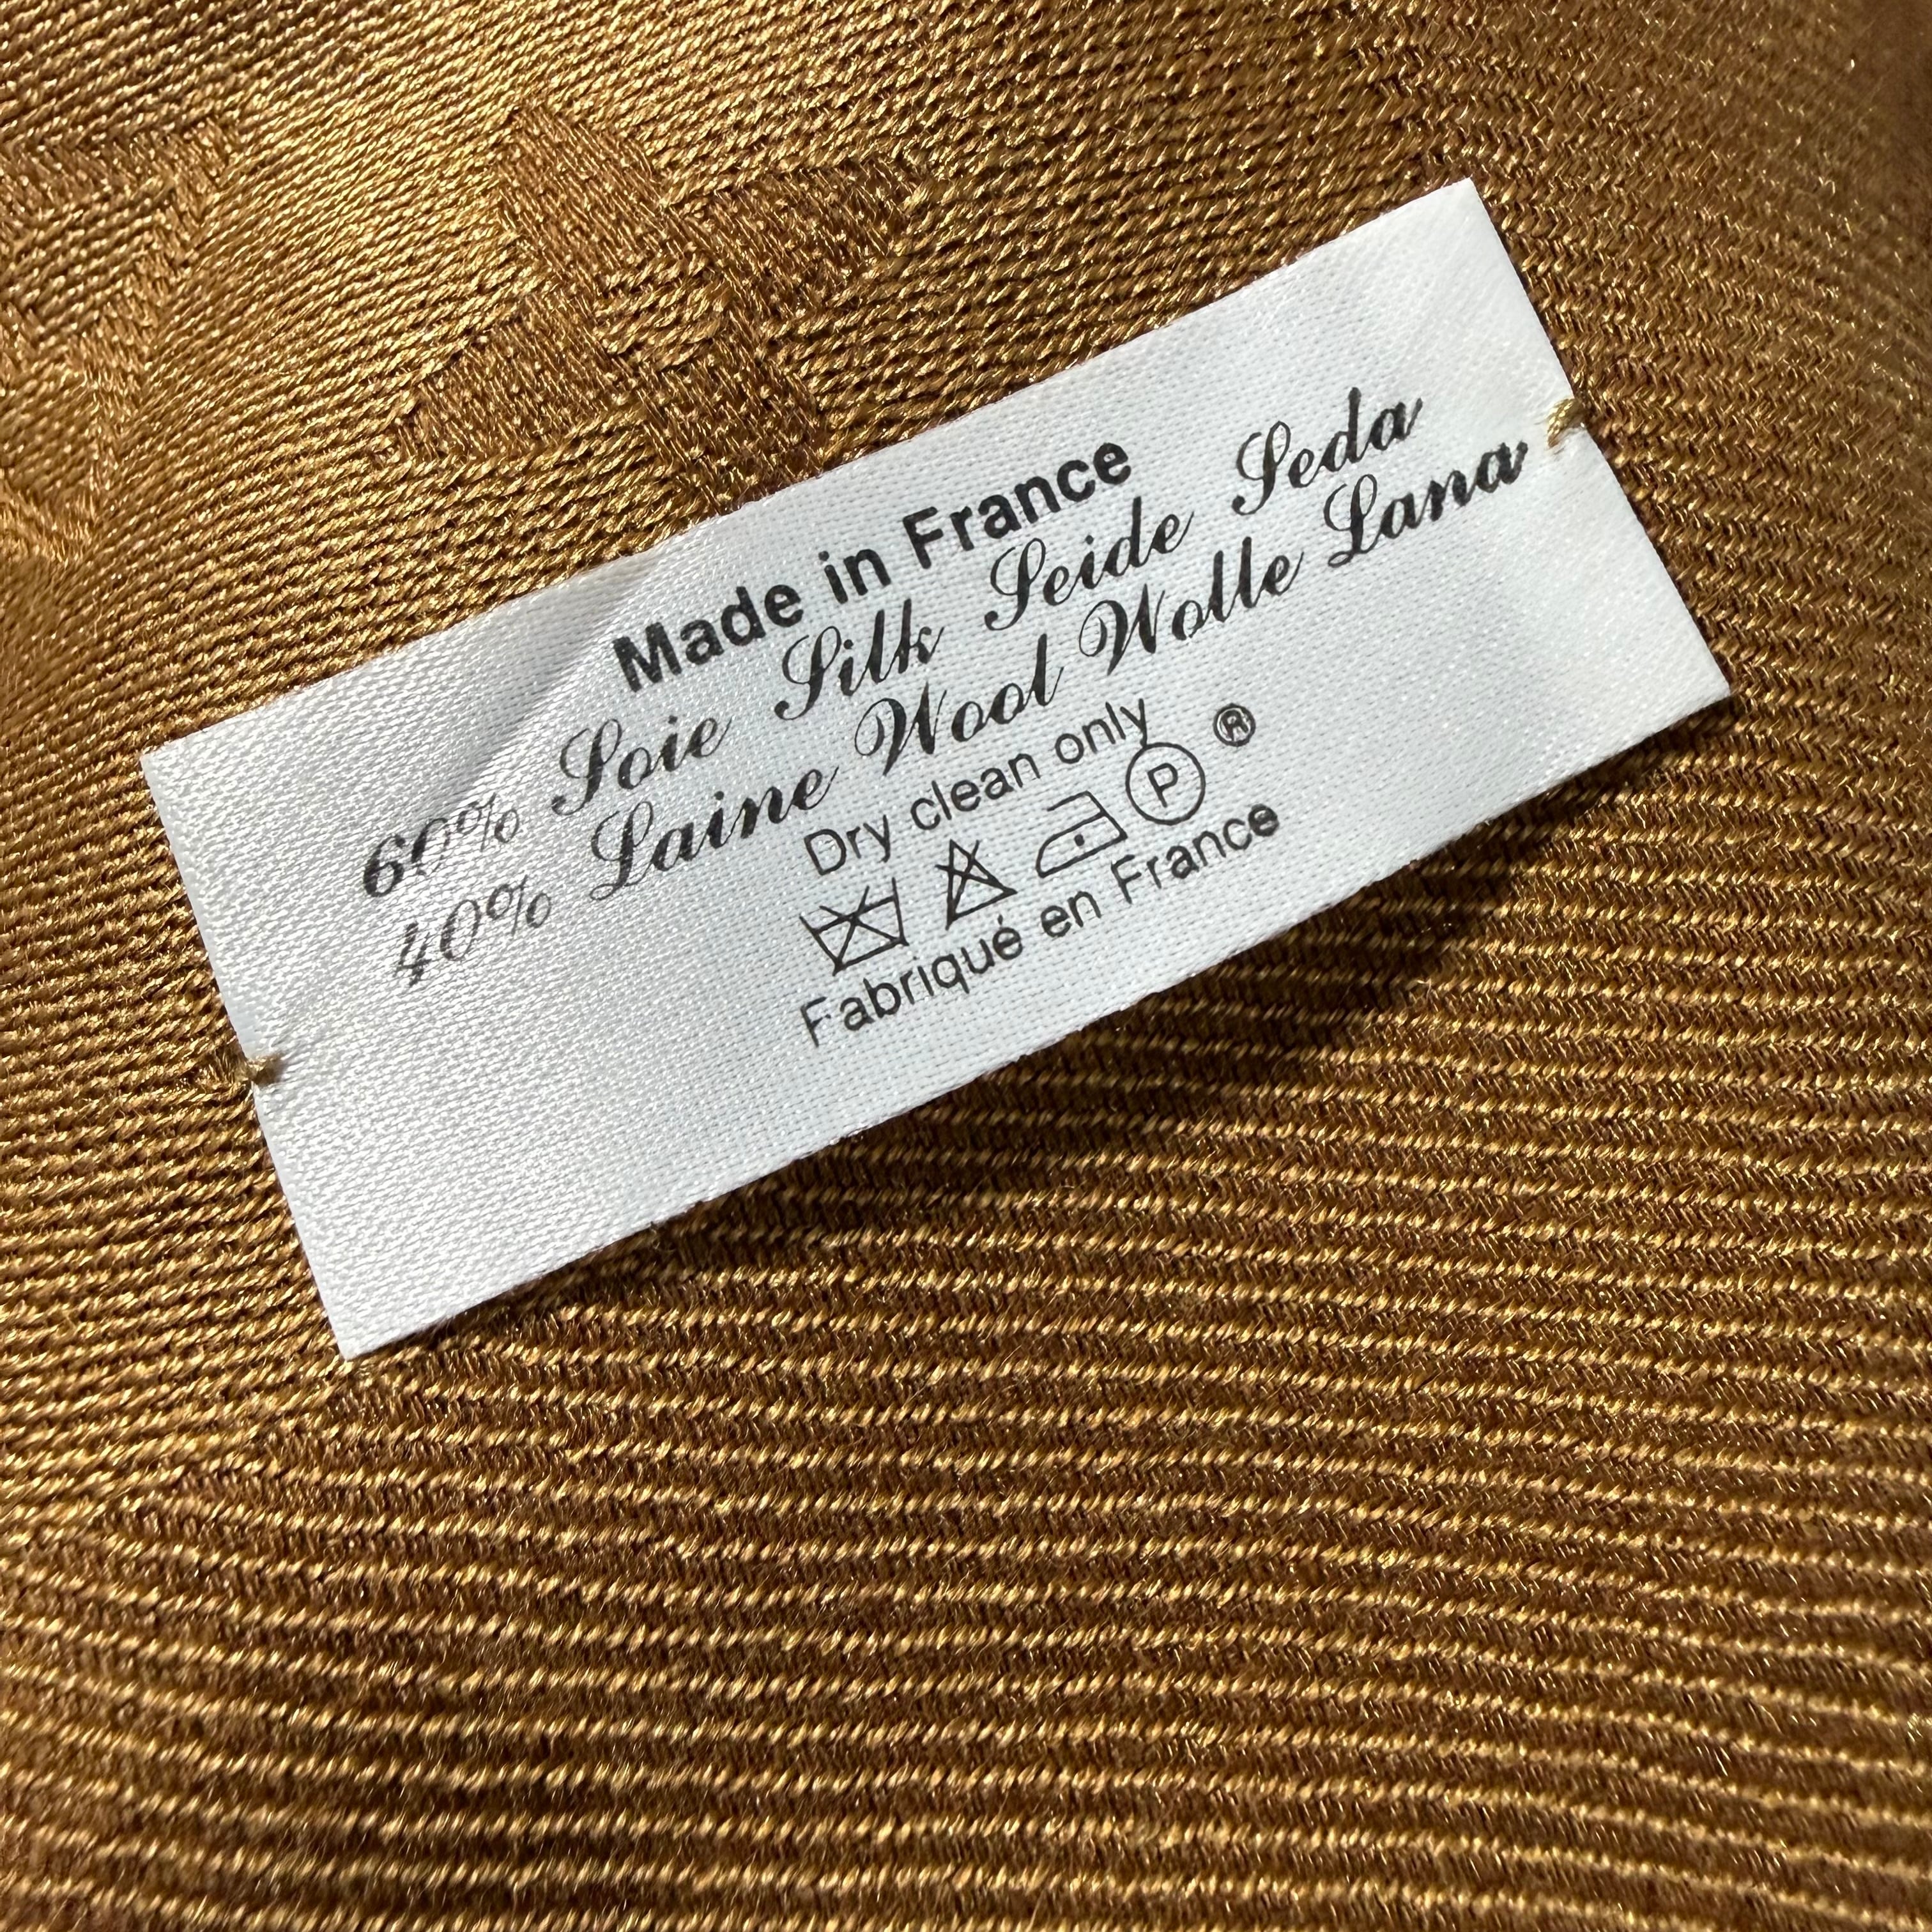 Made in France
60% Soie Silk Seide Seda
40% Laine Wool Wolle Lana
Dry clean only
P ®
Fabriqué en France